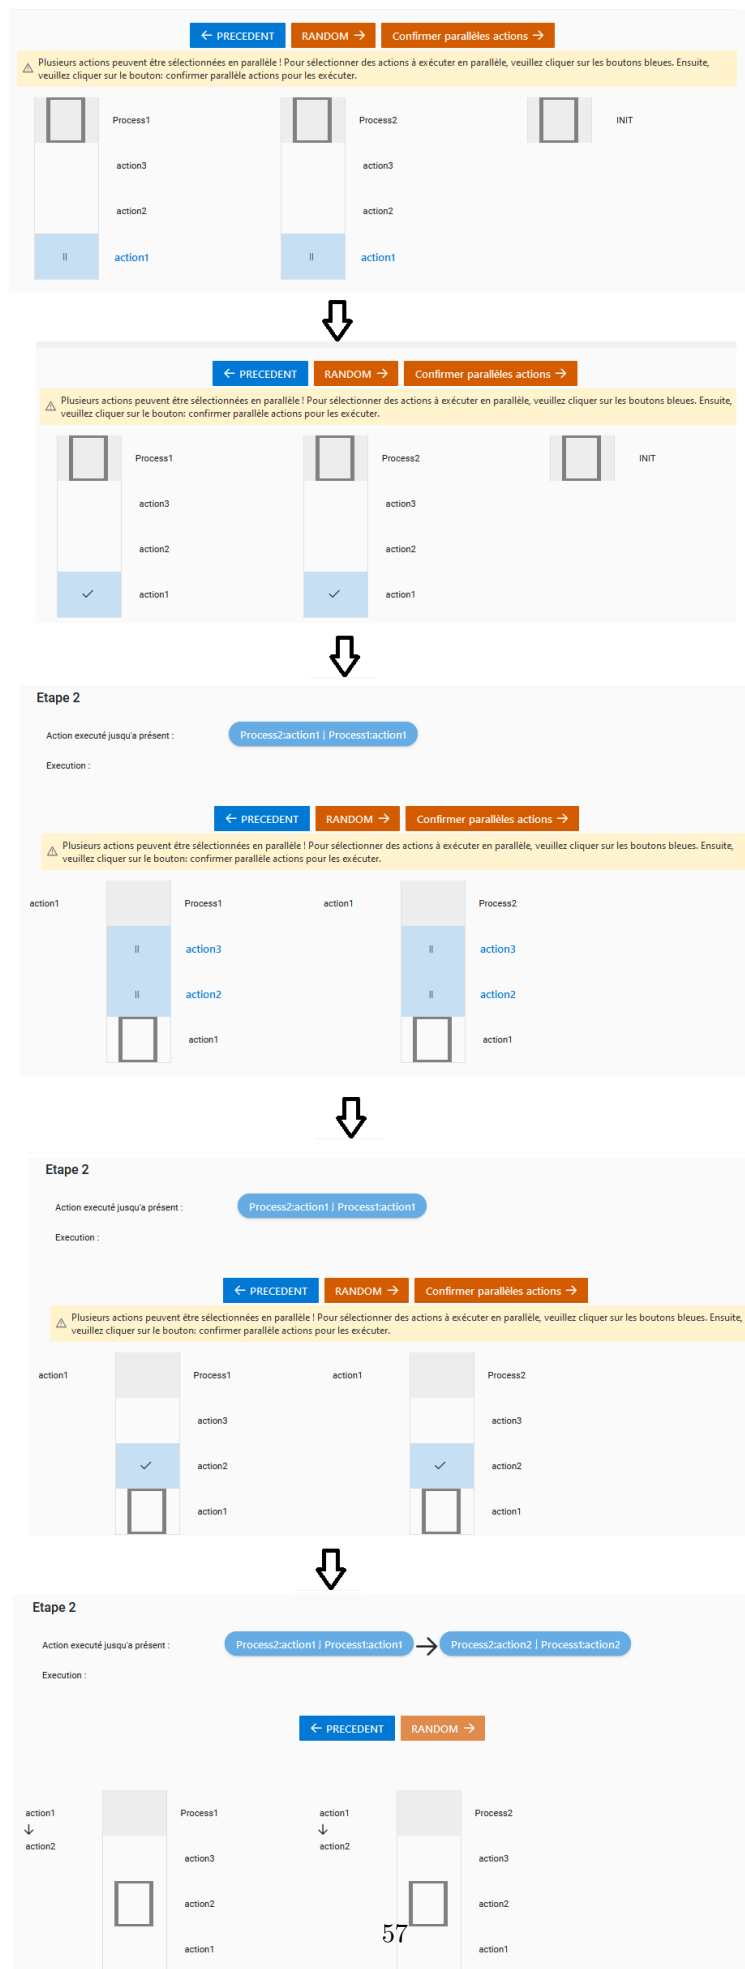 ← PRECEDENT RANDOM → Confirmer parallèles actions →
Plusieurs actions peuvent être sélectionnées en parallèle ! Pour sélectionner des actions à exécuter en parallèle, veuillez cliquer sur les boutons bleues. Ensuite,
veuillez cliquer sur le bouton: confirmer parallèle actions pour les exécuter.
Process1 Process2 INIT
action3 action3
action2 action2
|| action1 || action1
← PRECEDENT RANDOM → Confirmer parallèles actions →
Plusieurs actions peuvent être sélectionnées en parallèle ! Pour sélectionner des actions à exécuter en parallèle, veuillez cliquer sur les boutons bleues. Ensuite,
veuillez cliquer sur le bouton: confirmer parallèle actions pour les exécuter.
Process1 Process2 INIT
action3 action3
action2 action2
✓ action1 ✓ action1
Etape 2
Action executé jusqu'a présent : Process2:action1 | Process1:action1
Execution :
← PRECEDENT RANDOM → Confirmer parallèles actions →
Plusieurs actions peuvent être sélectionnées en parallèle ! Pour sélectionner des actions à exécuter en parallèle, veuillez cliquer sur les boutons bleues. Ensuite,
veuillez cliquer sur le bouton: confirmer parallèle actions pour les exécuter.
action1 Process1 action1 Process2
|| action3 || action3
|| action2 || action2
action1 action1
Etape 2
Action executé jusqu'a présent : Process2:action1 | Process1:action1
Execution :
← PRECEDENT RANDOM → Confirmer parallèles actions →
Plusieurs actions peuvent être sélectionnées en parallèle ! Pour sélectionner des actions à exécuter en parallèle, veuillez cliquer sur les boutons bleues. Ensuite,
veuillez cliquer sur le bouton: confirmer parallèle actions pour les exécuter.
action1 Process1 action1 Process2
action3 action3
✓ action2 ✓ action2
action1 action1
Etape 2
Action executé jusqu'a présent : Process2:action1 | Process1:action1 → Process2:action2 | Process1:action2
Execution :
← PRECEDENT RANDOM →
action1 Process1 action1 Process2
↓ ↓
action2 action2
action3 action3
action2 action2
57
action1 action1